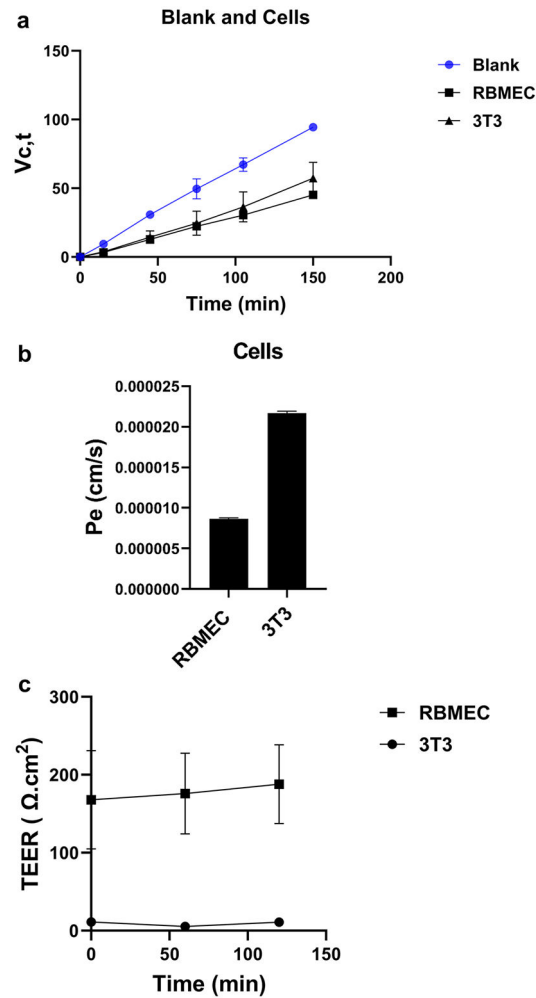 a
Blank and Cells
Vc,t
150
100
50
0
0 50 100 150 200
Time (min)
Blank
RBMEC
3T3
b
Cells
Pe (cm/s)
0.000025
0.000020
0.000015
0.000010
0.000005
0.000000
RBMEC
3T3
c
TEER ( Ω.cm²)
300
200
100
0
0 50 100 150
Time (min)
RBMEC
3T3